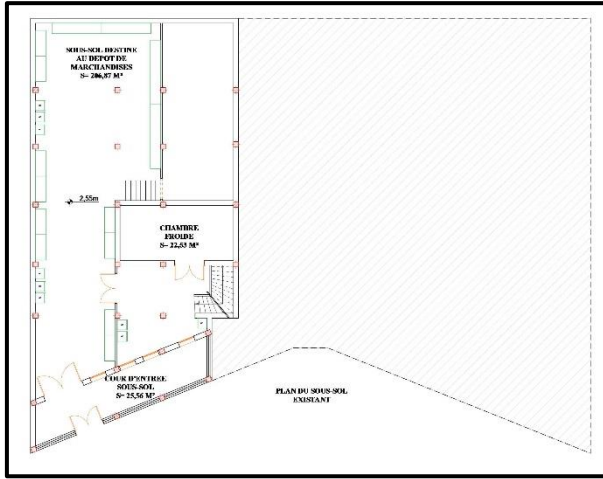 SOUS-SOL DESTINE
AU DEPOT DE
MARCHANDISES
S= 206,87 M²
2,55m
CHAMBRE
FROIDE
S= 22,53 M²
COUR D'ENTREE
SOUS-SOL
S= 25,56 M²
PLAN DU SOUS-SOL
EXISTANT